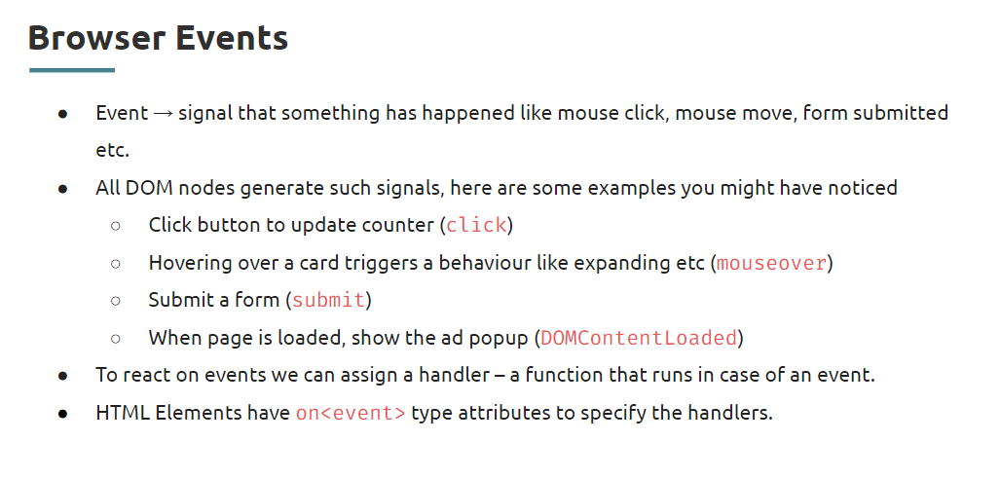 Browser Events
● Event → signal that something has happened like mouse click, mouse move, form submitted
etc.
● All DOM nodes generate such signals, here are some examples you might have noticed
○ Click button to update counter (click)
○ Hovering over a card triggers a behaviour like expanding etc (mouseover)
○ Submit a form (submit)
○ When page is loaded, show the ad popup (DOMContentLoaded)
● To react on events we can assign a handler – a function that runs in case of an event.
● HTML Elements have on<event> type attributes to specify the handlers.